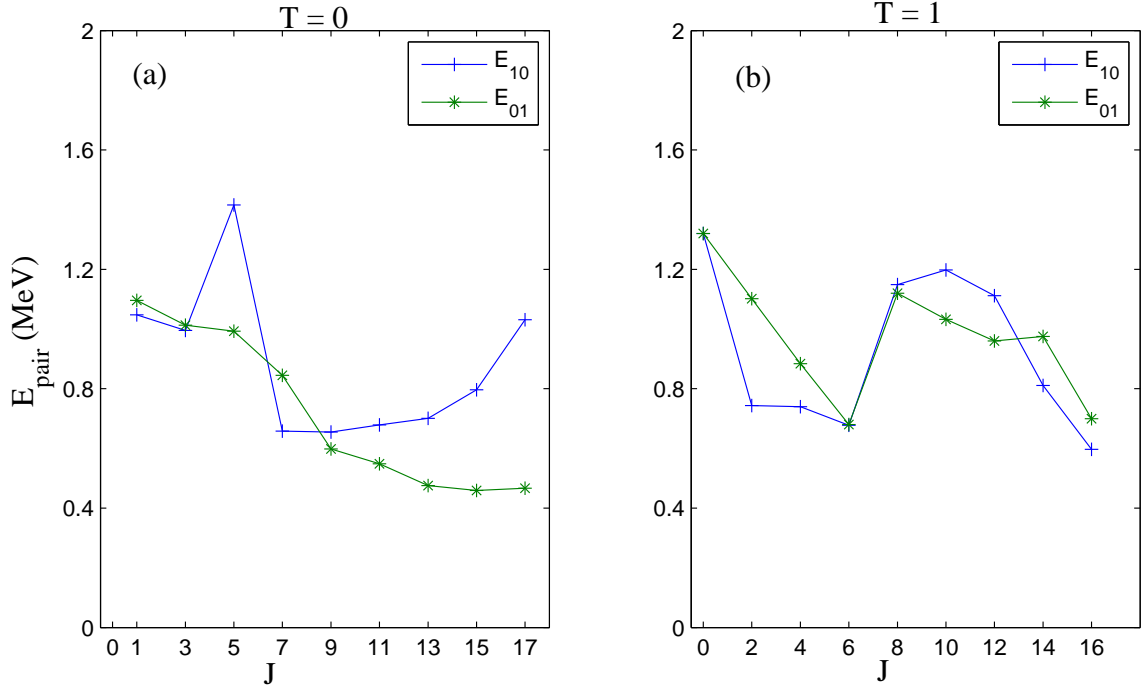 T = 0
(a)
E10
E01
2
1.6
1.2
0.8
0.4
0
Epair (MeV)
0 1 3 5 7 9 11 13 15 17
J
T = 1
(b)
E10
E01
2
1.6
1.2
0.8
0.4
0
0 2 4 6 8 10 12 14 16
J